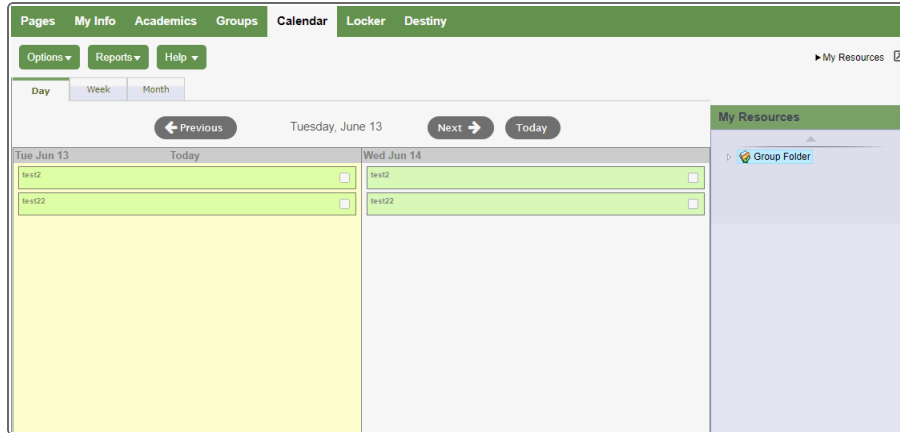 Pages My Info Academics Groups Calendar Locker Destiny
Options Reports Help My Resources
Day Week Month
Previous Tuesday, June 13 Next Today
My Resources
Tue Jun 13 Today Wed Jun 14
Group Folder
test2 test2
test22 test22